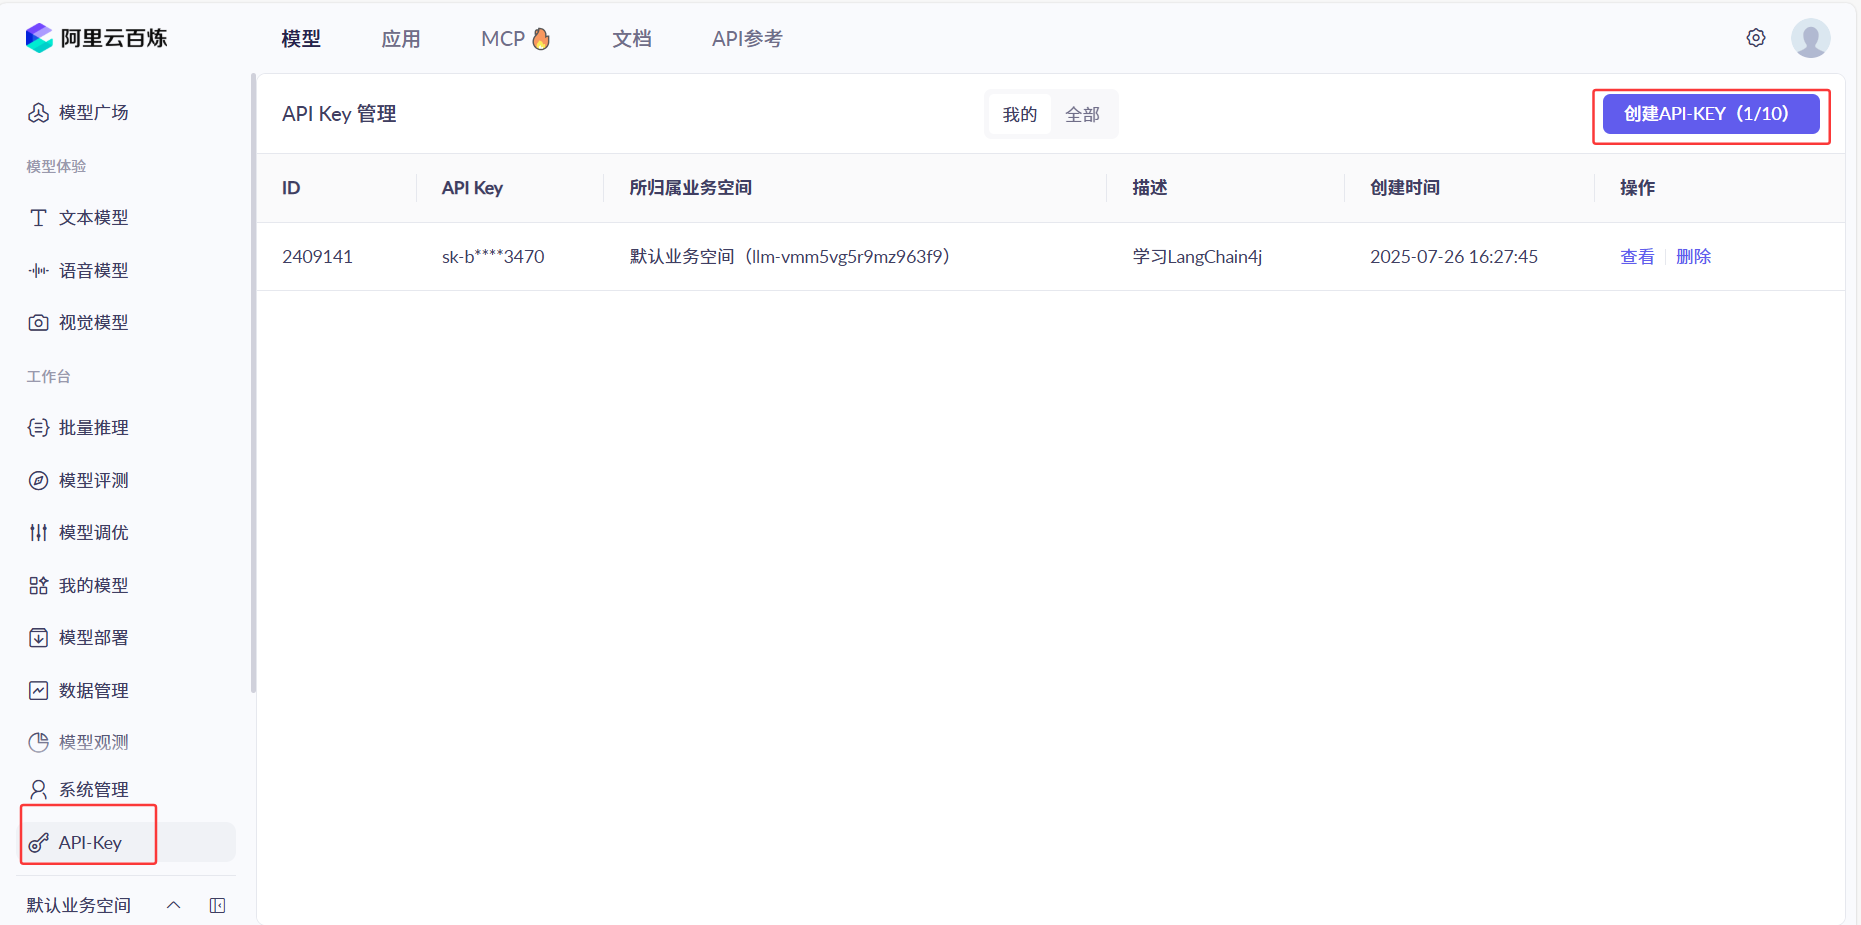 阿里云百炼 模型 应用 MCP 文档 API参考
模型广场
模型体验
文本模型
语音模型
视觉模型
工作台
批量推理
模型评测
模型调优
我的模型
模型部署
数据管理
模型观测
系统管理
API-Key
默认业务空间
API Key 管理 我的 全部 创建API-KEY（1/10）
ID API Key 所归属业务空间 描述 创建时间 操作
2409141 sk-b****3470 默认业务空间（llm-vmm5vg5r9mz963f9） 学习LangChain4j 2025-07-26 16:27:45 查看 删除